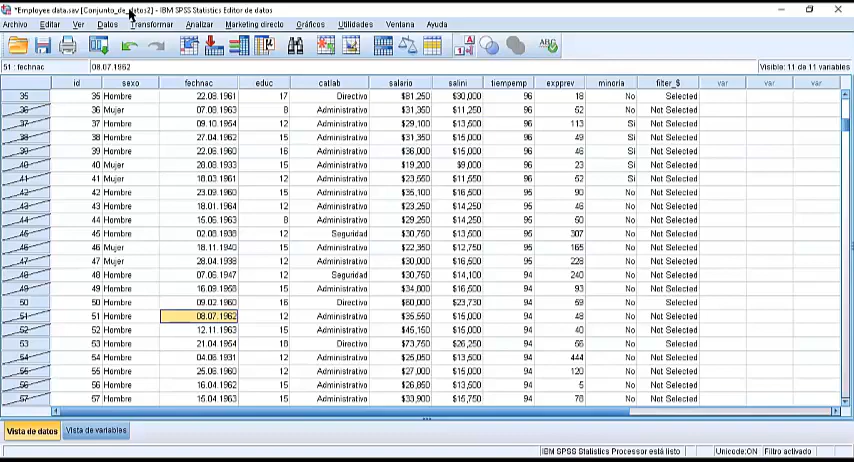 *Employee data.sav [Conjunto_de_datos2] - IBM SPSS Statistics Editor de datos
Archivo Editar Ver Datos Transformar Analizar Marketing directo Gráficos Utilidades Ventana Ayuda
51 : fechnac 08.07.1962 Visible: 11 de 11 variables
id sexo fechnac educ catlab salario salini tiempemp expprev minoria filter_$ var var var
35 35 Hombre 22.08.1961 17 Directivo $81,250 $30,000 96 18 No Selected
36 36 Mujer 07.08.1963 8 Administrativo $31,350 $11,250 96 52 No Not Selected
37 37 Hombre 09.10.1954 12 Administrativo $29,100 $13,500 96 113 Sí Not Selected
38 38 Hombre 27.04.1962 15 Administrativo $31,350 $15,000 96 49 Sí Not Selected
39 39 Hombre 22.06.1960 16 Administrativo $36,000 $15,000 96 46 Sí Not Selected
40 40 Mujer 28.08.1933 15 Administrativo $19,200 $9,000 96 23 Sí Not Selected
41 41 Mujer 18.03.1961 12 Administrativo $23,550 $11,550 96 52 Sí Not Selected
42 42 Hombre 23.09.1960 15 Administrativo $35,100 $16,500 95 90 No Not Selected
43 43 Hombre 18.01.1964 12 Administrativo $23,250 $14,250 95 46 No Not Selected
44 44 Hombre 15.06.1963 8 Administrativo $29,250 $14,250 95 50 No Not Selected
45 45 Hombre 02.08.1938 12 Seguridad $30,750 $13,500 95 307 No Not Selected
46 46 Mujer 18.11.1940 15 Administrativo $22,350 $12,750 95 165 No Not Selected
47 47 Mujer 28.04.1938 12 Administrativo $30,000 $16,500 95 228 No Not Selected
48 48 Hombre 07.06.1947 12 Seguridad $30,750 $14,100 94 240 No Not Selected
49 49 Hombre 16.09.1958 15 Administrativo $34,800 $16,500 94 93 No Not Selected
50 50 Hombre 09.02.1960 16 Directivo $60,000 $23,730 94 59 No Selected
51 51 Hombre 08.07.1962 12 Administrativo $35,550 $15,000 94 48 No Not Selected
52 52 Hombre 12.11.1963 15 Administrativo $45,150 $15,000 94 40 No Not Selected
53 53 Hombre 21.04.1954 18 Directivo $73,750 $26,250 94 56 No Selected
54 54 Hombre 04.06.1931 12 Administrativo $25,050 $13,500 94 444 No Not Selected
55 55 Hombre 25.06.1960 12 Administrativo $27,000 $15,000 94 120 No Not Selected
56 56 Hombre 16.04.1962 15 Administrativo $26,850 $13,500 94 5 No Not Selected
57 57 Hombre 15.04.1963 15 Administrativo $33,900 $15,750 94 78 No Not Selected
Vista de datos Vista de variables
IBM SPSS Statistics Processor está listo Unicode:ON Filtro activado